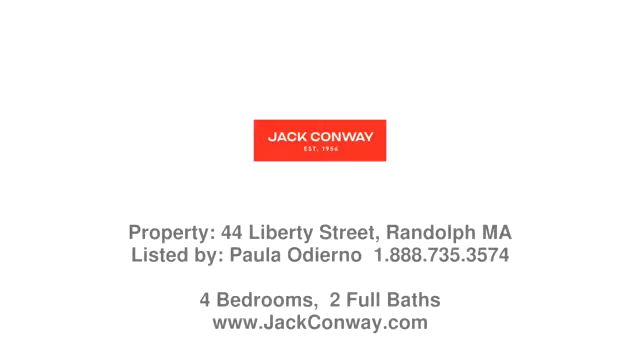 JACK CONWAY
EST. 1956
Property: 44 Liberty Street, Randolph MA
Listed by: Paula Odierno  1.888.735.3574
4 Bedrooms,  2 Full Baths
www.JackConway.com